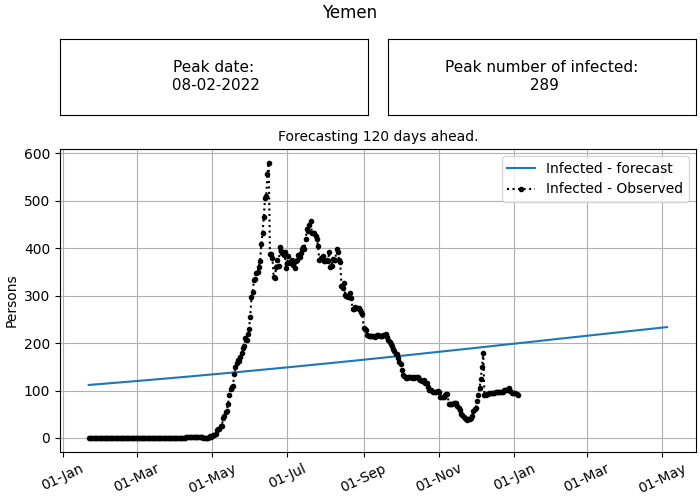 Yemen
Peak date:
08-02-2022
Peak number of infected:
289
Forecasting 120 days ahead.
Infected - forecast
Infected - Observed
Persons
600
500
400
300
200
100
0
01-Jan
01-Mar
01-May
01-Jul
01-Sep
01-Nov
01-Jan
01-Mar
01-May